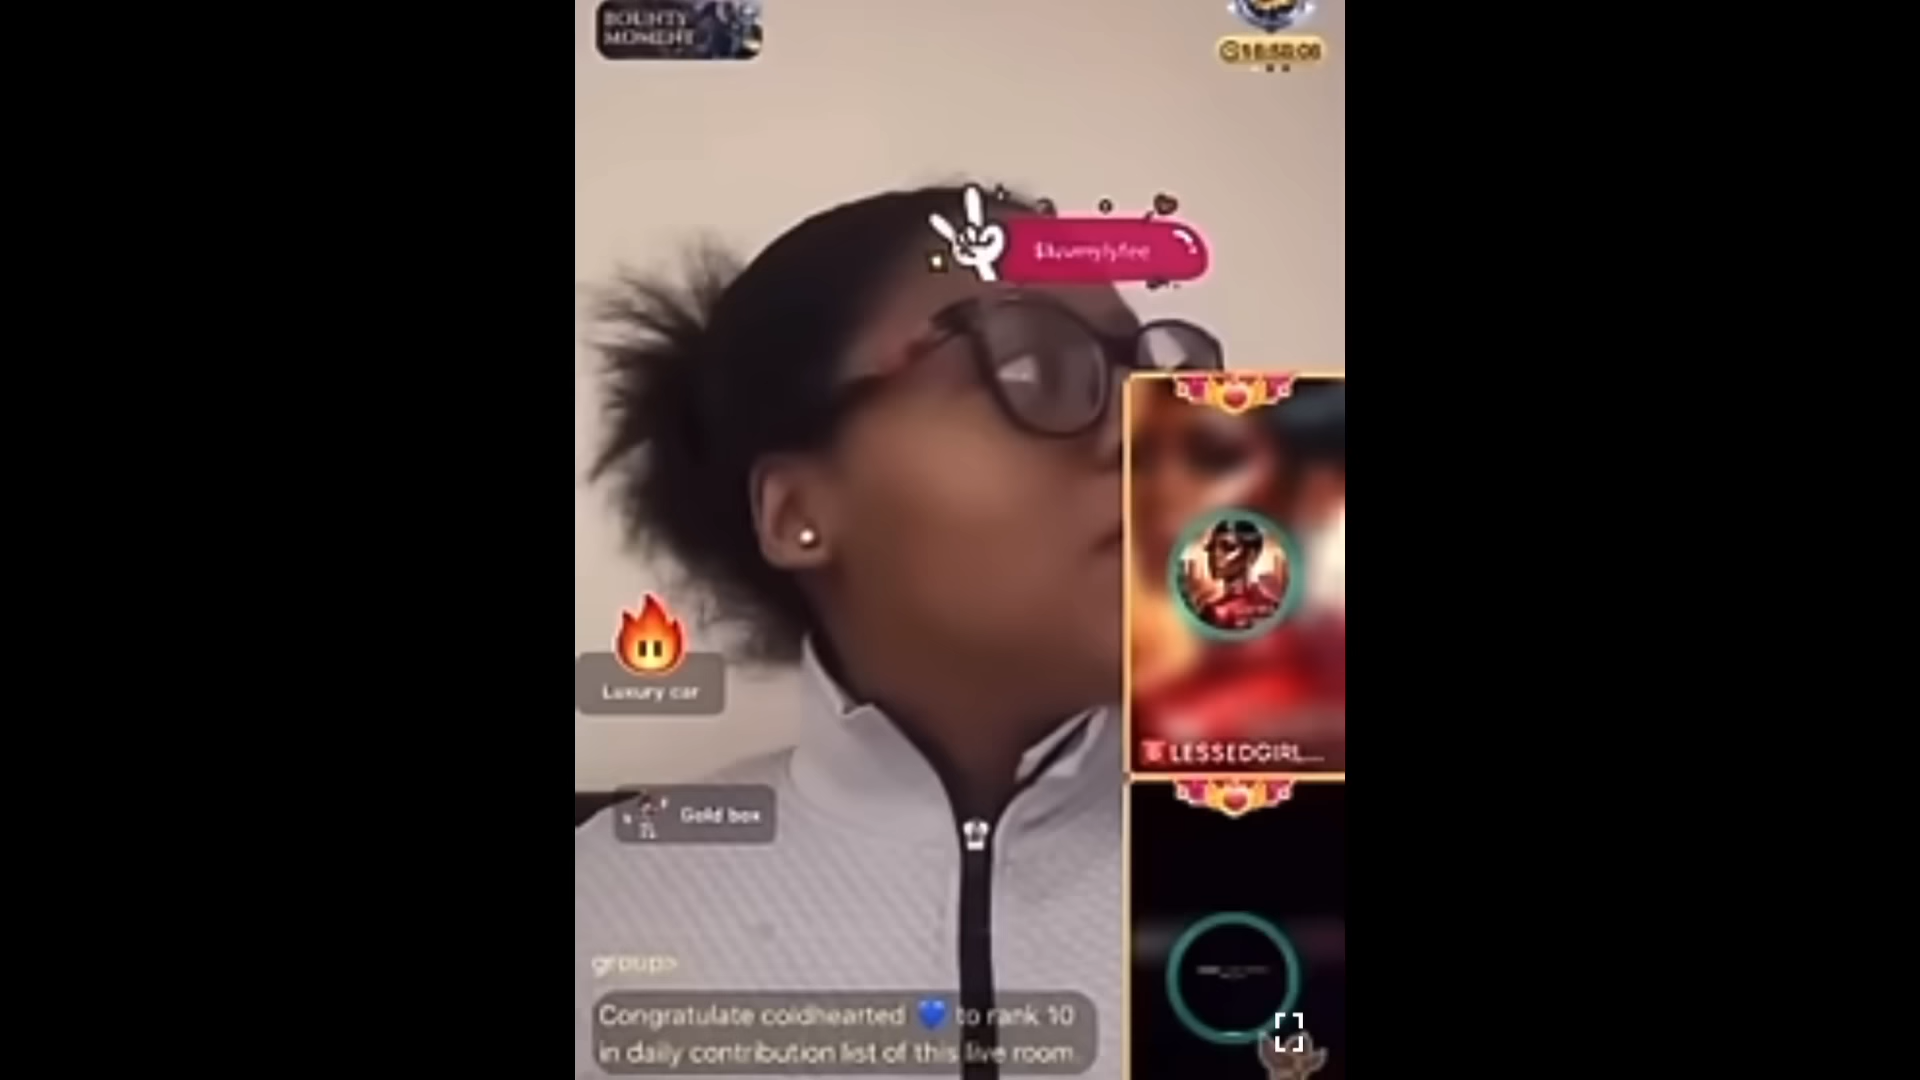 BOUNTY
MOMENT
Luxury car
LESSEDGIRL...
Gold box
group>
Congratulate coldhearted 💙 to rank 10
in daily contribution list of this live room.